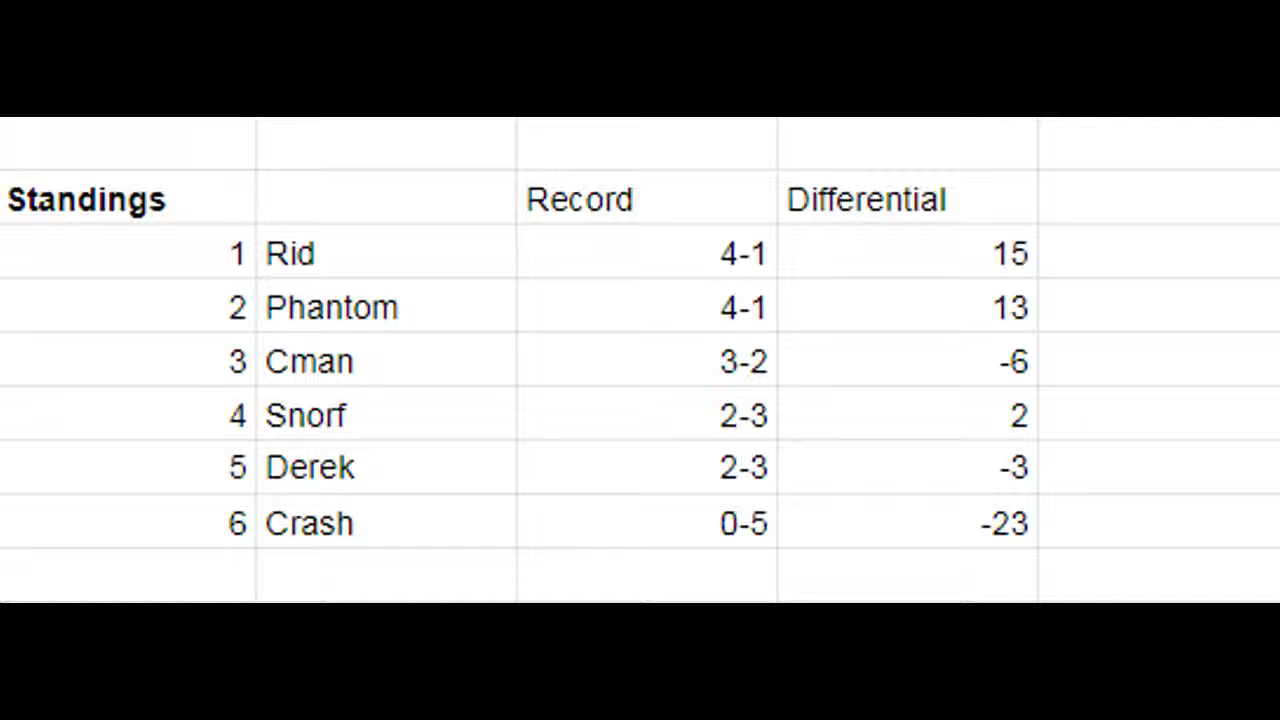 Standings Record Differential
1 Rid 4-1 15
2 Phantom 4-1 13
3 Cman 3-2 -6
4 Snorf 2-3 2
5 Derek 2-3 -3
6 Crash 0-5 -23